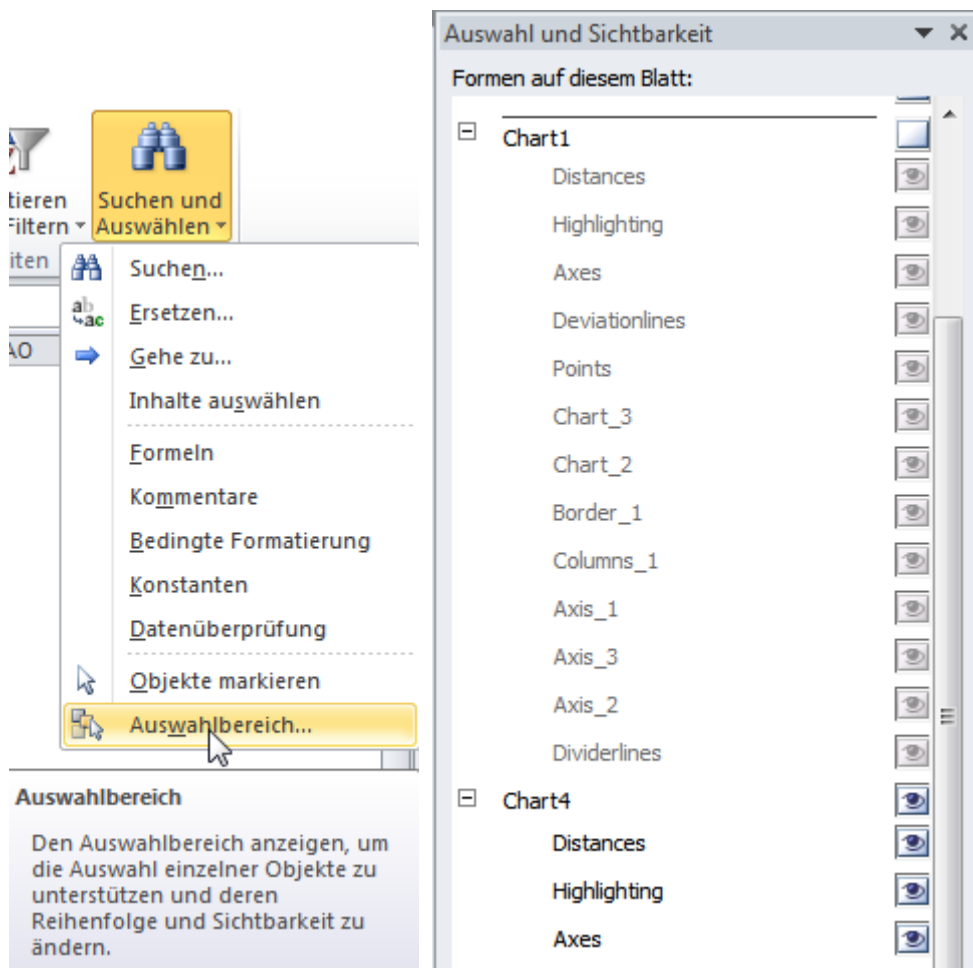 tieren
Filtern
Suchen und
Auswählen
iten
AO
Suchen...
ab
ac
Ersetzen...
Gehe zu...
Inhalte auswählen
Formeln
Kommentare
Bedingte Formatierung
Konstanten
Datenüberprüfung
Objekte markieren
Auswahlbereich...
Auswahlbereich
Den Auswahlbereich anzeigen, um
die Auswahl einzelner Objekte zu
unterstützen und deren
Reihenfolge und Sichtbarkeit zu
ändern.
Auswahl und Sichtbarkeit
Formen auf diesem Blatt:
Chart1
Distances
Highlighting
Axes
Deviationlines
Points
Chart_3
Chart_2
Border_1
Columns_1
Axis_1
Axis_3
Axis_2
Dividerlines
Chart4
Distances
Highlighting
Axes